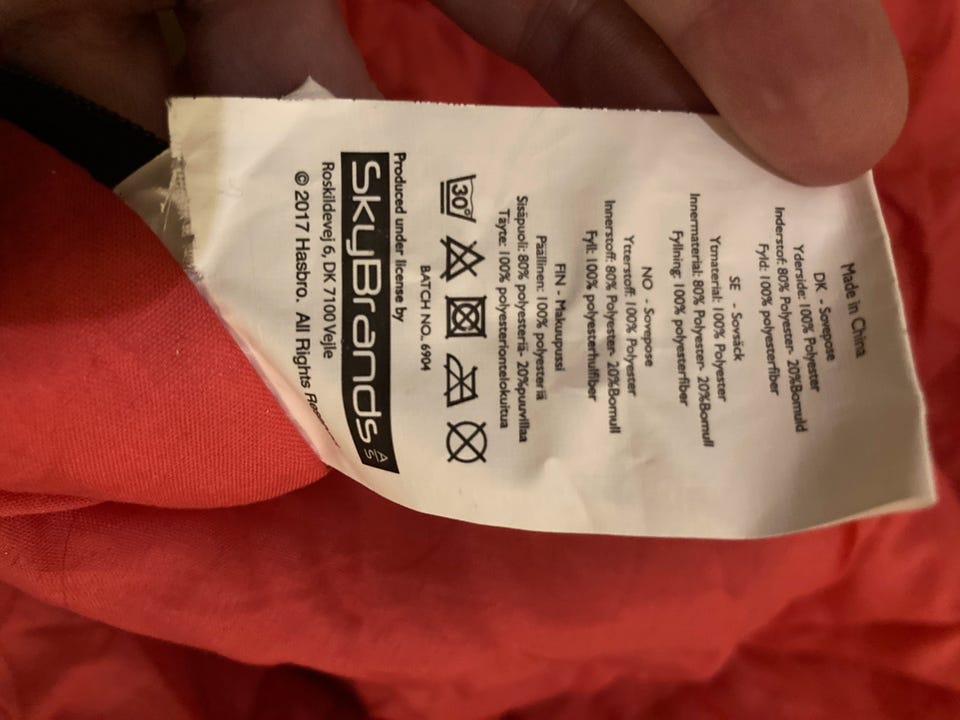 Made in China
DK - Sovepose
Yderside: 100% Polyester
Inderstof: 80% Polyester- 20%Bomuld
Fyld: 100% polyesterfiber
SE - Sovsäck
Ytmaterial: 100% Polyester
Innermaterial: 80% Polyester- 20%Bomull
Fyllning: 100% polyesterfiber
NO - Sovepose
Ytterstoff: 100% Polyester
Innerstoff: 80% Polyester- 20%Bomull
Fyll: 100% polyesterhulfiber
FIN - Makuupussi
Päällinen: 100% polyesteriä
Sisäpuoli: 80% polyesteriä- 20%puuvillaa
Täyte: 100% polyesteriontelokuitua
30°
BATCH NO. 6904
Produced under license by
SkyBrands A/S
Roskildevej 6, DK 7100 Vejle
© 2017 Hasbro. All Rights